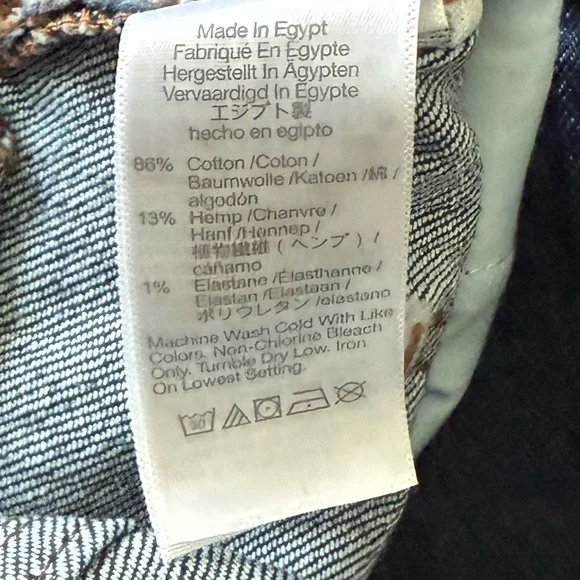 Made In Egypt
Fabriqué En Egypte
Hergestellt In Ägypten
Vervaardigd In Egypte
エジプト製
hecho en egipto
86% Cotton /Coton /
Baumwolle /Katoen /綿 /
algodón
13% Hemp /Chanvre /
Hanf /Hennep /
植物繊維 ( ヘンプ ) /
cáñamo
1% Elastane /Élasthanne /
Elastan /Elastaan /
ポリウレタン /elastano
Machine Wash Cold With Like
Colors. Non-Chlorine Bleach
Only. Tumble Dry Low. Iron
On Lowest Setting.
30